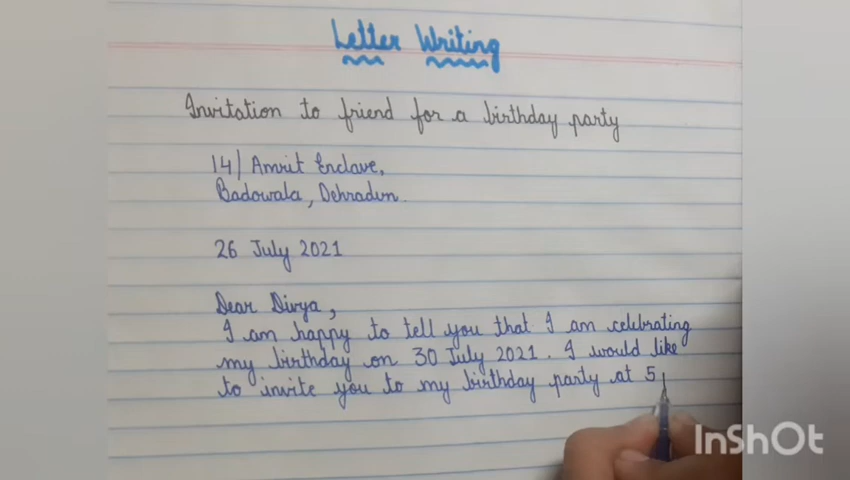 Letter Writing
Invitation to friend for a birthday party
14| Amrit Enclave,
Badowala, Dehradun.
26 July 2021
Dear Divya,
I am happy to tell you that I am celebrating
my birthday on 30 July 2021. I would like
to invite you to my birthday party at 5
InShOt